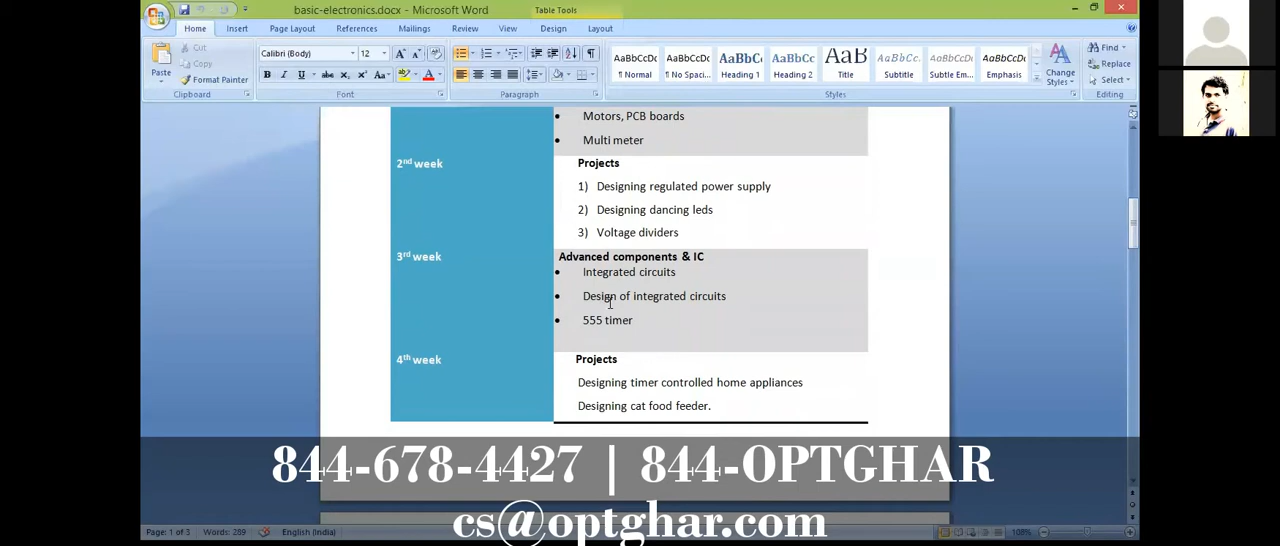 basic-electronics.docx - Microsoft Word
Table Tools
Home Insert Page Layout References Mailings Review View Design Layout
Paste
Cut
Copy
Format Painter
Clipboard
Calibri (Body) 12
B I U abc x₂ x² Aa
Font
Paragraph
AaBbCcDc AaBbCcDc AaBbCc AaBbCc AaB AaBbCc. AaBbCcDc AaBbCcDc
¶ Normal ¶ No Spaci... Heading 1 Heading 2 Title Subtitle Subtle Em... Emphasis
Change Styles
Styles
Find
Replace
Select
Editing
• Motors, PCB boards
• Multi meter
2nd week
Projects
1) Designing regulated power supply
2) Designing dancing leds
3) Voltage dividers
3rd week
Advanced components & IC
• Integrated circuits
• Design of integrated circuits
• 555 timer
4th week
Projects
Designing timer controlled home appliances
Designing cat food feeder.
844-678-4427 | 844-OPTGHAR
cs@optghar.com
Page: 1 of 3 Words: 289 English (India) 108%